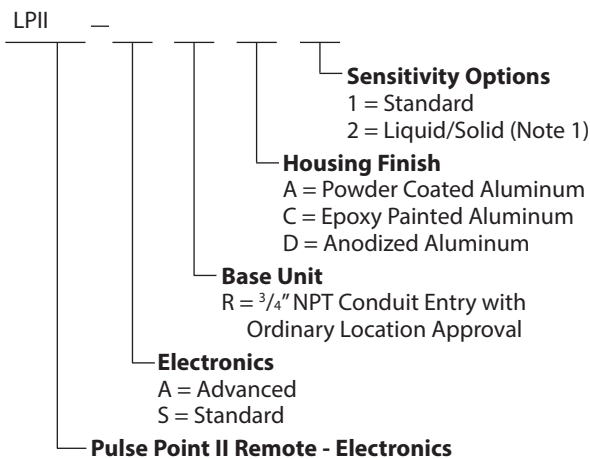 LPII –
Sensitivity Options
1 = Standard
2 = Liquid/Solid (Note 1)
Housing Finish
A = Powder Coated Aluminum
C = Epoxy Painted Aluminum
D = Anodized Aluminum
Base Unit
R = 3/4" NPT Conduit Entry with
Ordinary Location Approval
Electronics
A = Advanced
S = Standard
Pulse Point II Remote - Electronics